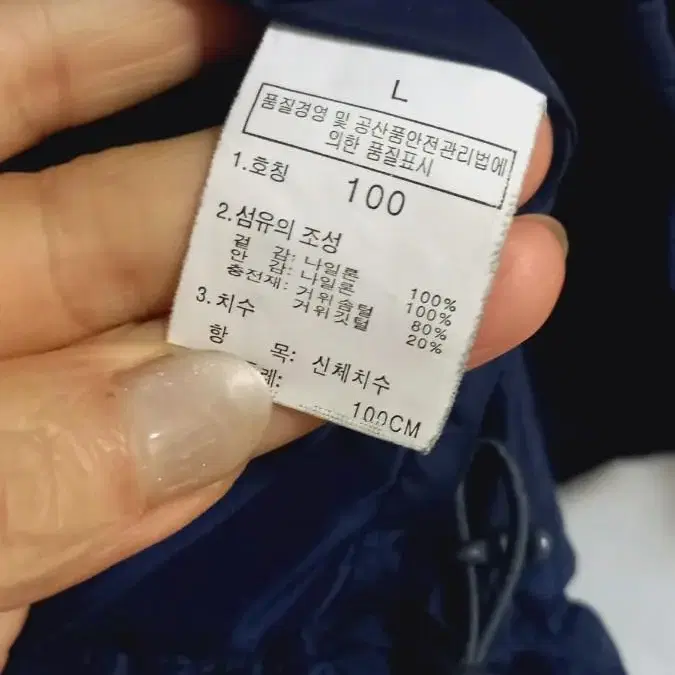 L
품질경영 및 공산품안전관리법에
의한 품질표시
1.호칭 100
2.섬유의 조성
겉 감: 나일론 100%
안 감: 나일론 100%
충전재: 거위솜털 80%
거위깃털 20%
3.치수
항 목: 신체치수
레: 100CM